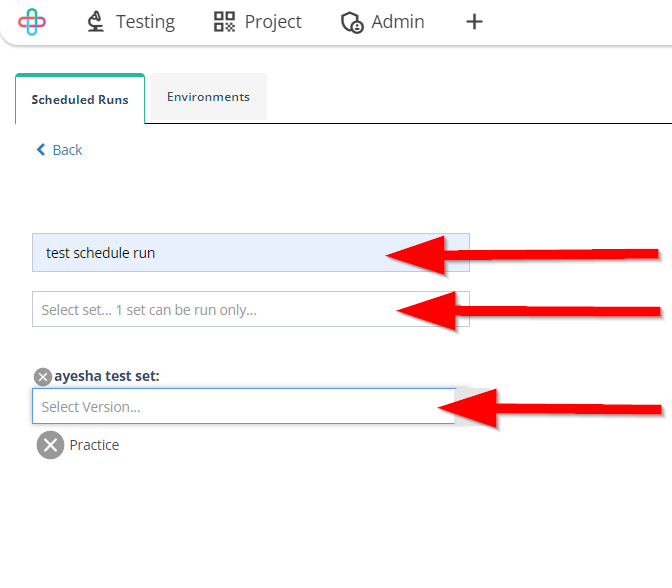 Testing Project Admin
Scheduled Runs Environments
Back
test schedule run
Select set... 1 set can be run only...
ayesha test set:
Select Version...
Practice